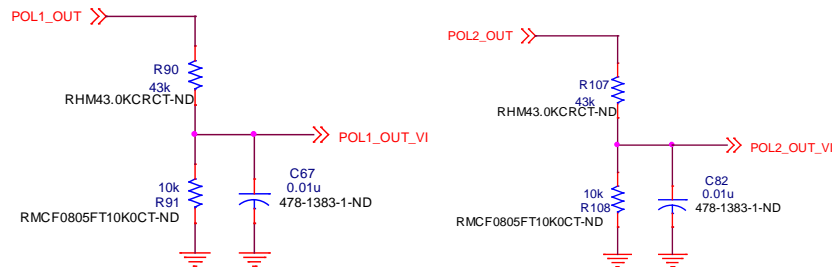 POL1_OUT
R90
43k
RHM43.0KCRCT-ND
POL1_OUT_VI
10k
R91
RMCF0805FT10K0CT-ND
C67
0.01u
478-1383-1-ND
POL2_OUT
R107
43k
RHM43.0KCRCT-ND
POL2_OUT_VI
10k
R108
RMCF0805FT10K0CT-ND
C82
0.01u
478-1383-1-ND